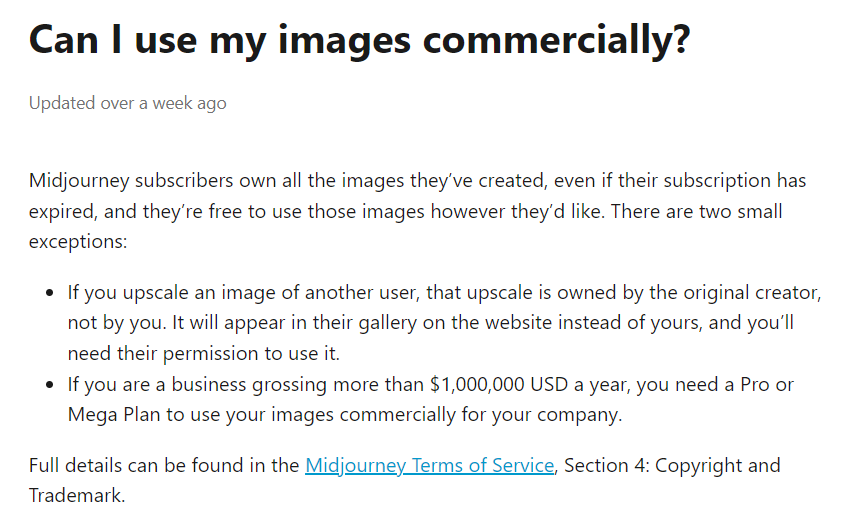 Can I use my images commercially?
Updated over a week ago
Midjourney subscribers own all the images they’ve created, even if their subscription has
expired, and they’re free to use those images however they’d like. There are two small
exceptions:
• If you upscale an image of another user, that upscale is owned by the original creator,
not by you. It will appear in their gallery on the website instead of yours, and you’ll
need their permission to use it.
• If you are a business grossing more than $1,000,000 USD a year, you need a Pro or
Mega Plan to use your images commercially for your company.
Full details can be found in the Midjourney Terms of Service, Section 4: Copyright and
Trademark.